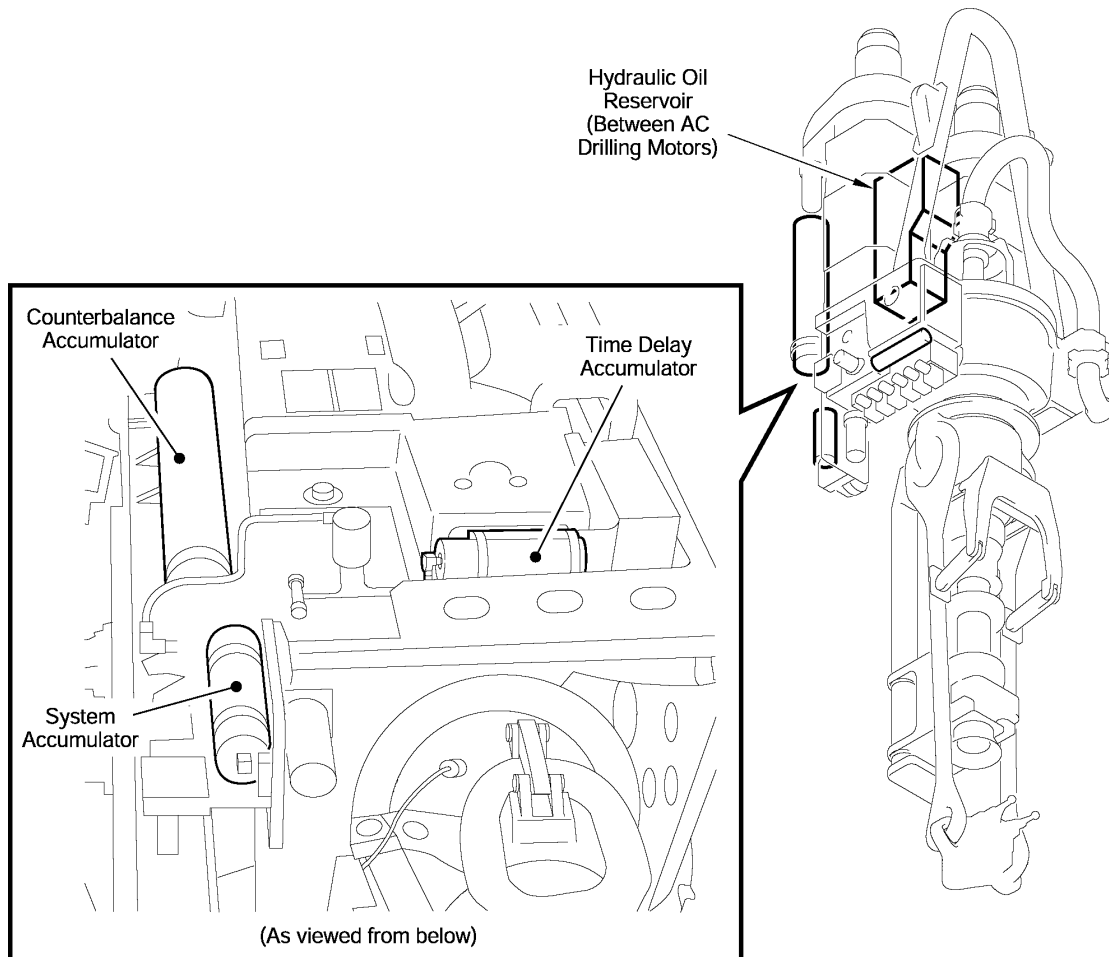 Hydraulic Oil
Reservoir
(Between AC
Drilling Motors)
Counterbalance
Accumulator
Time Delay
Accumulator
System
Accumulator
(As viewed from below)